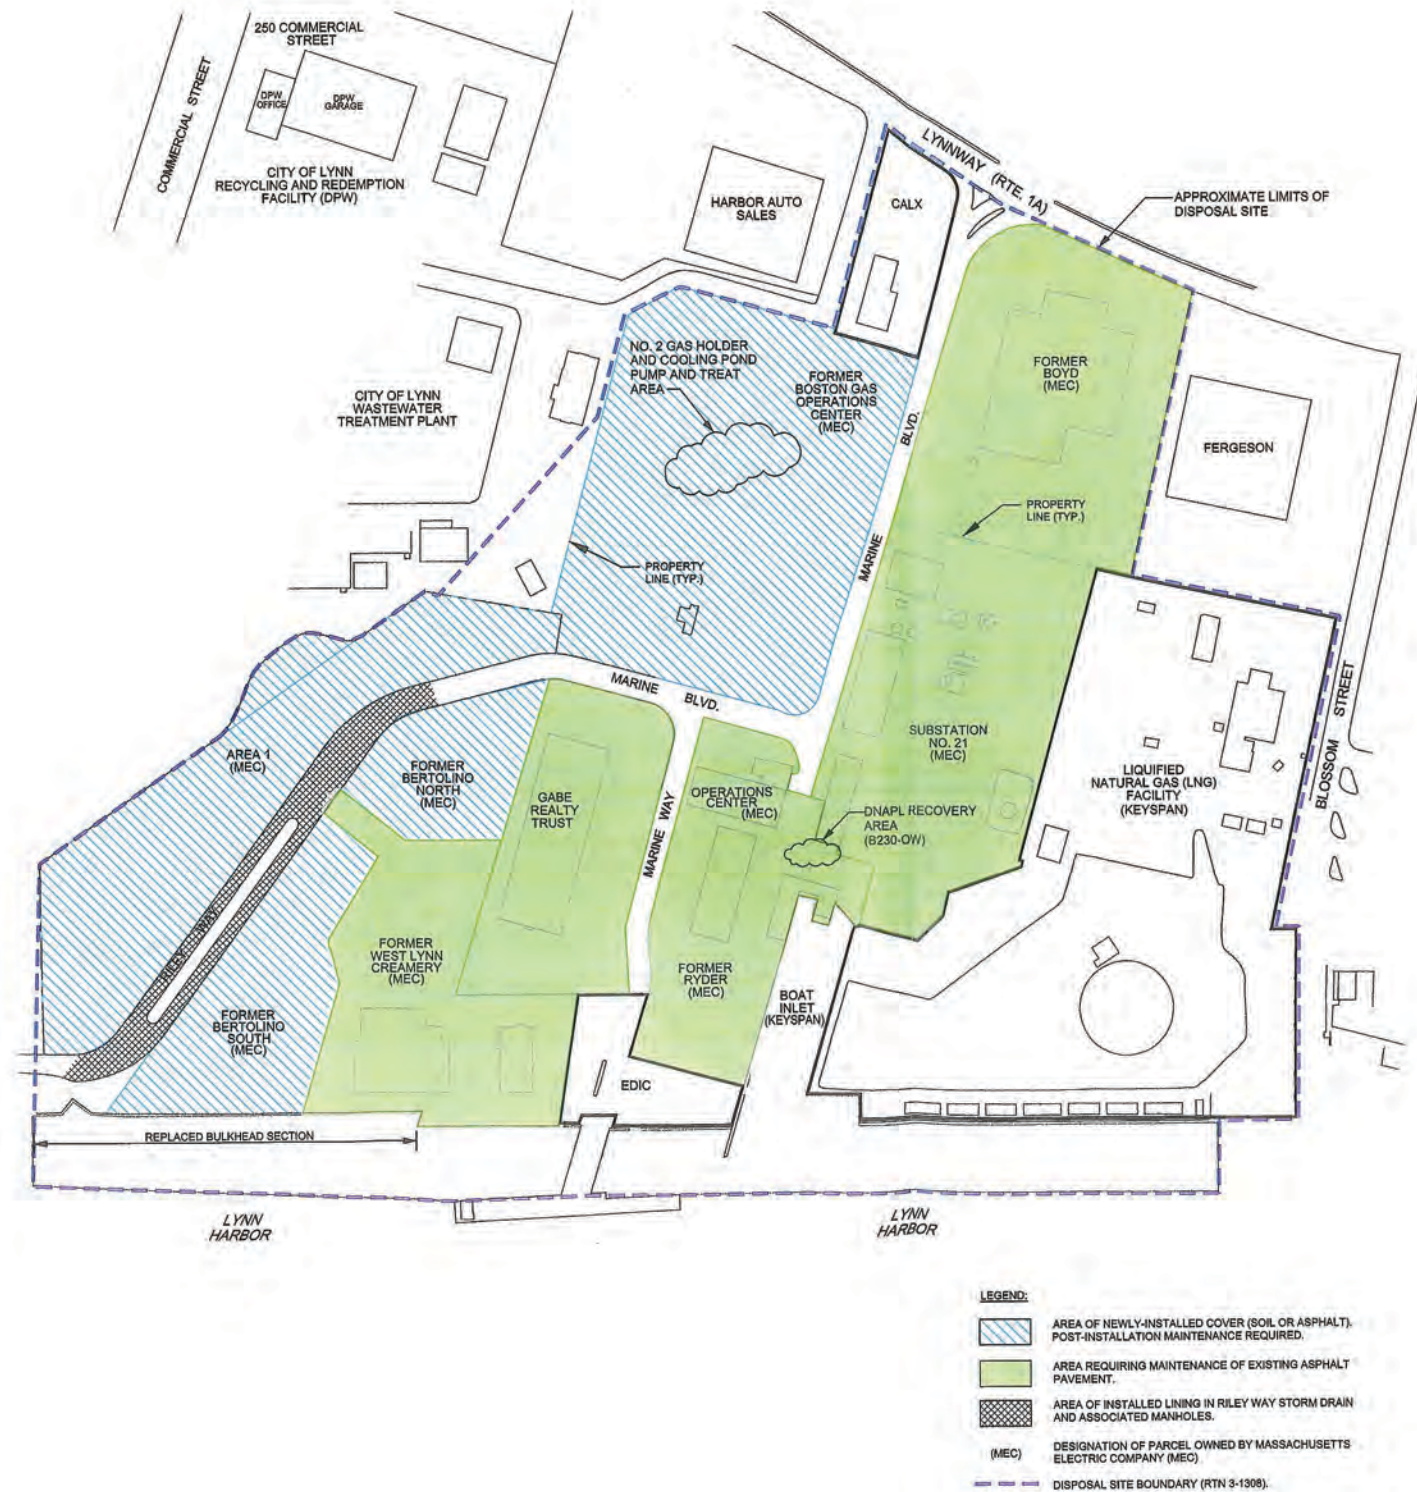 250 COMMERCIAL
STREET
COMMERCIAL STREET
DPW
OFFICE
DPW
GARAGE
CITY OF LYNN
RECYCLING AND REDEMPTION
FACILITY (DPW)
HARBOR AUTO
SALES
CALX
LYNNWAY (RTE. 1A)
APPROXIMATE LIMITS OF
DISPOSAL SITE
NO. 2 GAS HOLDER
AND COOLING POND
PUMP AND TREAT
AREA
FORMER
BOSTON GAS
OPERATIONS
CENTER
(MEC)
FORMER
BOYD
(MEC)
CITY OF LYNN
WASTEWATER
TREATMENT PLANT
MARINE BLVD.
FERGESON
PROPERTY
LINE (TYP.)
PROPERTY
LINE (TYP.)
MARINE BLVD.
BLOSSOM STREET
AREA 1
(MEC)
FORMER
BERTOLINO
NORTH
(MEC)
GABE
REALTY
TRUST
MARINE WAY
OPERATIONS
CENTER
(MEC)
SUBSTATION
NO. 21
(MEC)
LIQUIFIED
NATURAL GAS (LNG)
FACILITY
(KEYSPAN)
DNAPL RECOVERY
AREA
(B230-OW)
RILEY WAY
FORMER
WEST LYNN
CREAMERY
(MEC)
FORMER
RYDER
(MEC)
BOAT
INLET
(KEYSPAN)
FORMER
BERTOLINO
SOUTH
(MEC)
EDIC
REPLACED BULKHEAD SECTION
LYNN
HARBOR
LYNN
HARBOR
LEGEND:
AREA OF NEWLY-INSTALLED COVER (SOIL OR ASPHALT).
POST-INSTALLATION MAINTENANCE REQUIRED.
AREA REQUIRING MAINTENANCE OF EXISTING ASPHALT
PAVEMENT.
AREA OF INSTALLED LINING IN RILEY WAY STORM DRAIN
AND ASSOCIATED MANHOLES.
(MEC)
DESIGNATION OF PARCEL OWNED BY MASSACHUSETTS
ELECTRIC COMPANY (MEC)
DISPOSAL SITE BOUNDARY (RTN 3-1308).